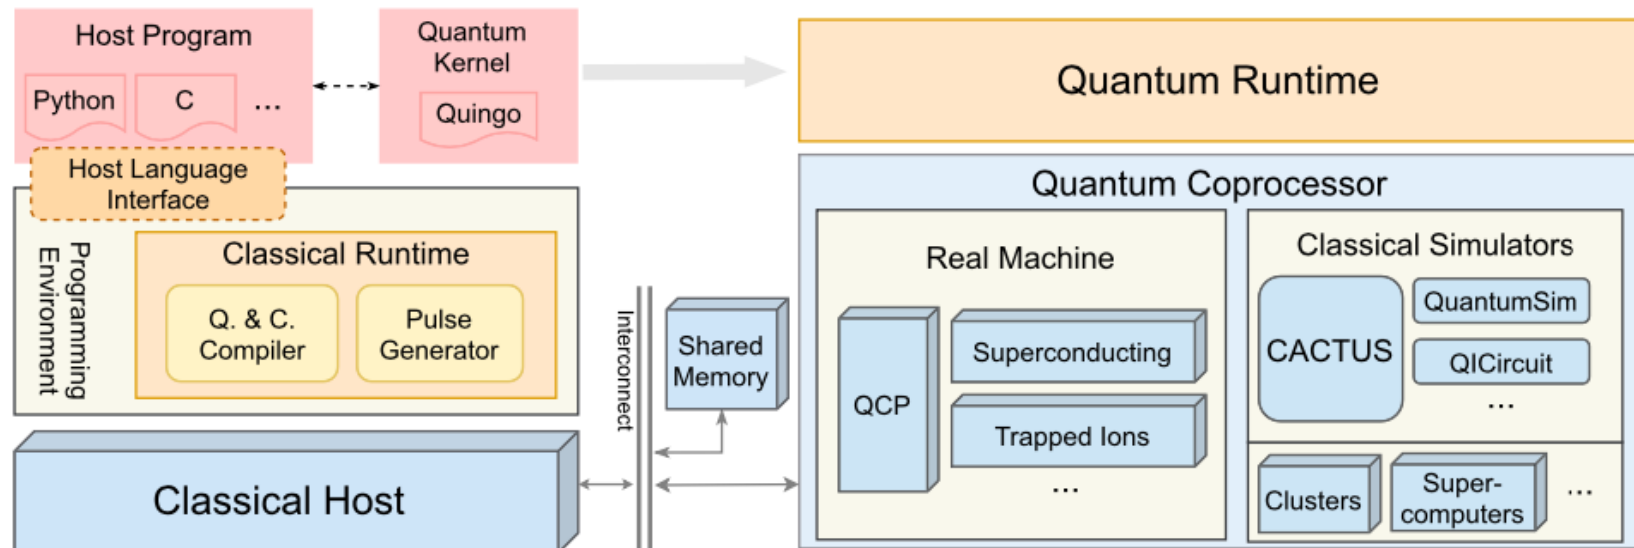 Host Program
Python
C
...
Quantum
Kernel
Quingo
Host Language
Interface
Programming
Environment
Classical Runtime
Q. & C.
Compiler
Pulse
Generator
Classical Host
Interconnect
Shared
Memory
Quantum Runtime
Quantum Coprocessor
Real Machine
QCP
Superconducting
Trapped Ions
...
Classical Simulators
CACTUS
QuantumSim
QICircuit
...
Clusters
Super-
computers
...